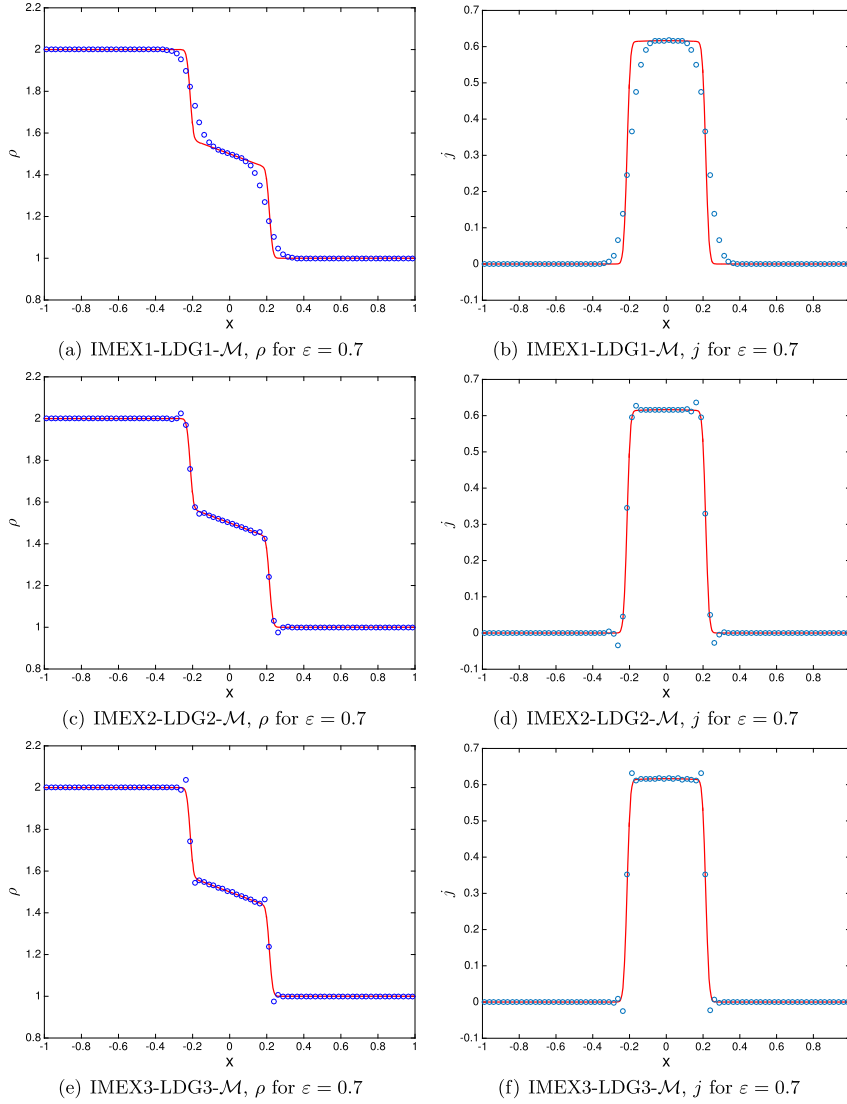 2.2
2
1.8
1.6
1.4
1.2
1
0.8
ρ
-1 -0.8 -0.6 -0.4 -0.2 0 0.2 0.4 0.6 0.8 1
x
(a) IMEX1-LDG1-ℳ, ρ for ε = 0.7
0.7
0.6
0.5
0.4
0.3
0.2
0.1
0
-0.1
j
-1 -0.8 -0.6 -0.4 -0.2 0 0.2 0.4 0.6 0.8 1
x
(b) IMEX1-LDG1-ℳ, j for ε = 0.7
2.2
2
1.8
1.6
1.4
1.2
1
0.8
ρ
-1 -0.8 -0.6 -0.4 -0.2 0 0.2 0.4 0.6 0.8 1
x
(c) IMEX2-LDG2-ℳ, ρ for ε = 0.7
0.7
0.6
0.5
0.4
0.3
0.2
0.1
0
-0.1
j
-1 -0.8 -0.6 -0.4 -0.2 0 0.2 0.4 0.6 0.8 1
x
(d) IMEX2-LDG2-ℳ, j for ε = 0.7
2.2
2
1.8
1.6
1.4
1.2
1
0.8
ρ
-1 -0.8 -0.6 -0.4 -0.2 0 0.2 0.4 0.6 0.8 1
x
(e) IMEX3-LDG3-ℳ, ρ for ε = 0.7
0.7
0.6
0.5
0.4
0.3
0.2
0.1
0
-0.1
j
-1 -0.8 -0.6 -0.4 -0.2 0 0.2 0.4 0.6 0.8 1
x
(f) IMEX3-LDG3-ℳ, j for ε = 0.7